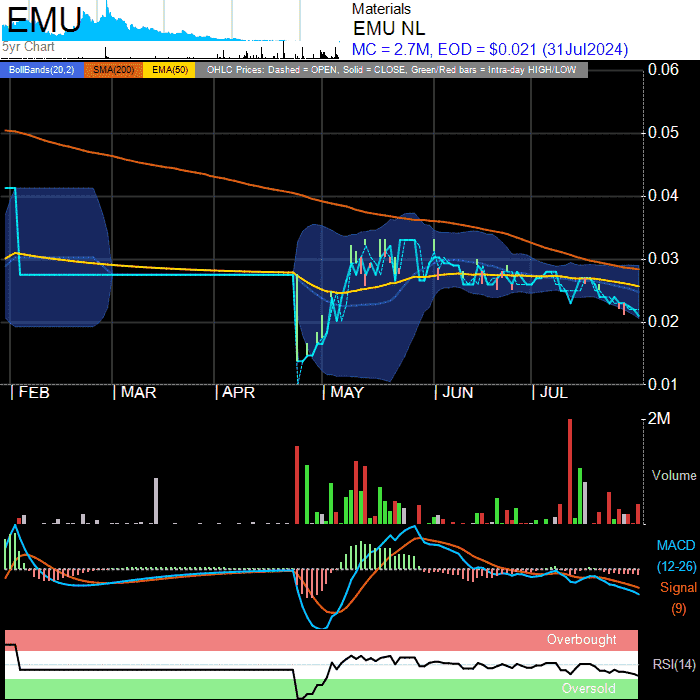 EMU
5yr Chart
Materials
EMU NL
MC = 2.7M, EOD = $0.021 (31Jul2024)
BollBands(20,2) SMA(200) EMA(50) OHLC Prices: Dashed = OPEN, Solid = CLOSE, Green/Red bars = Intra-day HIGH/LOW
0.06
0.05
0.04
0.03
0.02
0.01
FEB MAR APR MAY JUN JUL
2M
Volume
MACD
(12-26)
Signal
(9)
Overbought
RSI(14)
Oversold